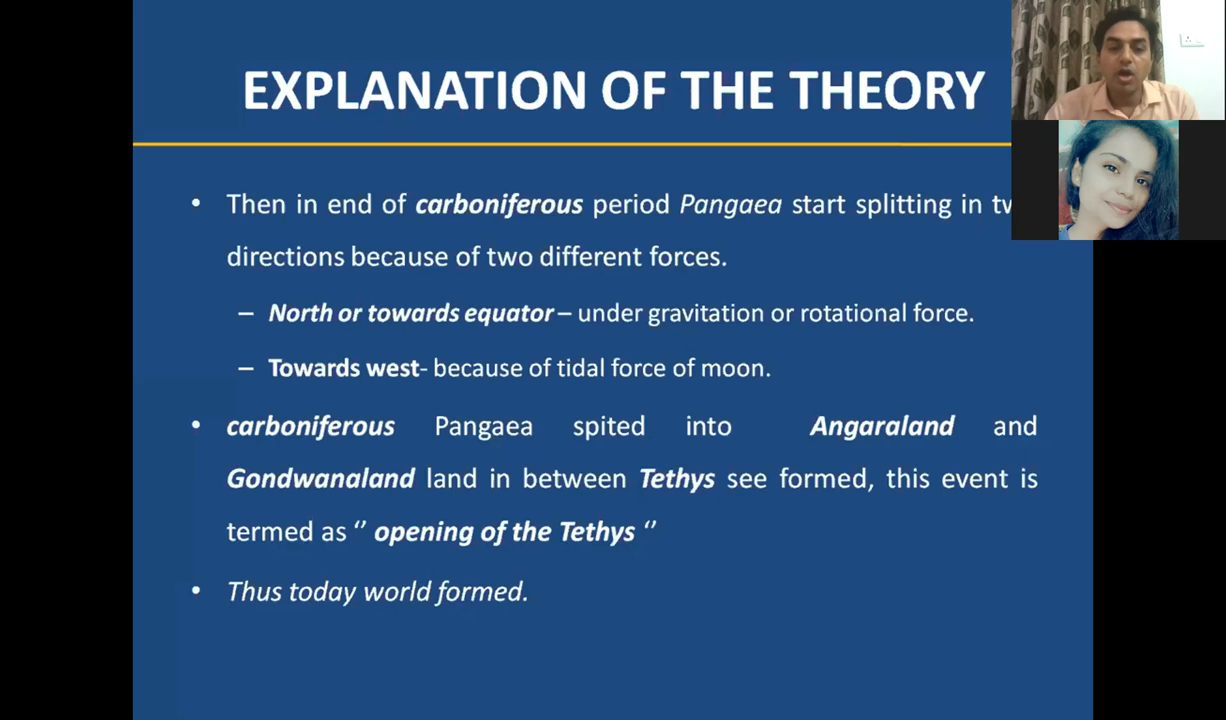 EXPLANATION OF THE THEORY
• Then in end of carboniferous period Pangaea start splitting in
directions because of two different forces.
– North or towards equator – under gravitation or rotational force.
– Towards west- because of tidal force of moon.
• carboniferous Pangaea spited into Angaraland and
Gondwanaland land in between Tethys see formed, this event is
termed as ‘’ opening of the Tethys ‘’
• Thus today world formed.